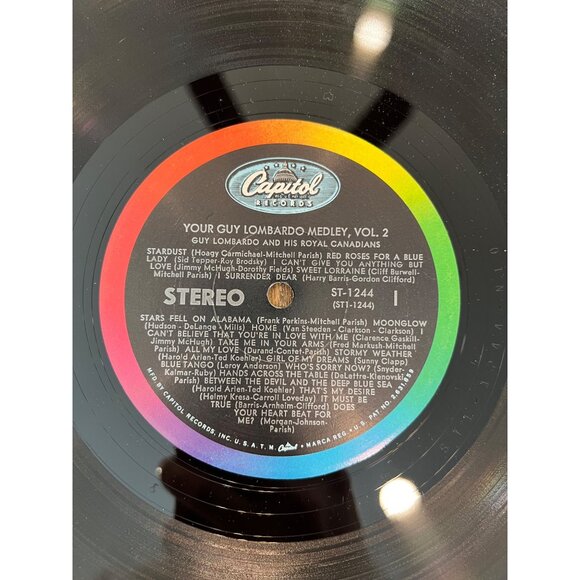 Capitol
RECORDS
YOUR GUY LOMBARDO MEDLEY, VOL. 2
GUY LOMBARDO AND HIS ROYAL CANADIANS
STARDUST (Hoagy Carmichael-Mitchell Parish) RED ROSES FOR A BLUE
LADY (Sid Tepper-Roy Brodsky) I CAN'T GIVE YOU ANYTHING BUT
LOVE (Jimmy McHugh-Dorothy Fields) SWEET LORRAINE (Cliff Burwell-
Mitchell Parish) I SURRENDER DEAR (Harry Barris-Gordon Clifford)
STEREO
ST-1244
(ST1-1244)
1
STARS FELL ON ALABAMA (Frank Perkins-Mitchell Parish) MOONGLOW
(Hudson - DeLange - Mills) HOME (Van Steeden - Clarkson - Clarkson) I
CAN'T BELIEVE THAT YOU'RE IN LOVE WITH ME (Clarence Gaskill-
Jimmy McHugh) TAKE ME IN YOUR ARMS (Fred Markush-Mitchell
Parish) ALL MY LOVE (Durand-Contet-Parish) STORMY WEATHER
(Harold Arlen-Ted Koehler) GIRL OF MY DREAMS (Sunny Clapp)
BLUE TANGO (Leroy Anderson) WHO'S SORRY NOW? (Snyder-
Kalmar-Ruby) HANDS ACROSS THE TABLE (DeLettre-Klenovski-
Parish) BETWEEN THE DEVIL AND THE DEEP BLUE SEA
(Harold Arlen-Ted Koehler) THAT'S MY DESIRE
(Helmy Kresa-Carroll Loveday) IT MUST BE
TRUE (Barris-Arnheim-Clifford) DOES
YOUR HEART BEAT FOR
ME? (Morgan-Johnson-
Parish)
MFD. BY CAPITOL RECORDS, INC. U.S.A. T.M. Capitol MARCA REG. U.S. PAT. NO.